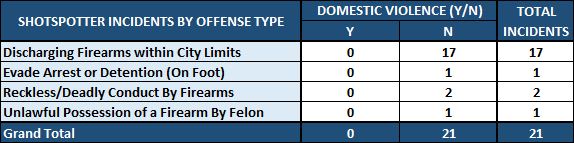 SHOTSPOTTER INCIDENTS BY OFFENSE TYPE DOMESTIC VIOLENCE (Y/N) TOTAL INCIDENTS
Y N
Discharging Firearms within City Limits 0 17 17
Evade Arrest or Detention (On Foot) 0 1 1
Reckless/Deadly Conduct By Firearms 0 2 2
Unlawful Possession of a Firearm By Felon 0 1 1
Grand Total 0 21 21